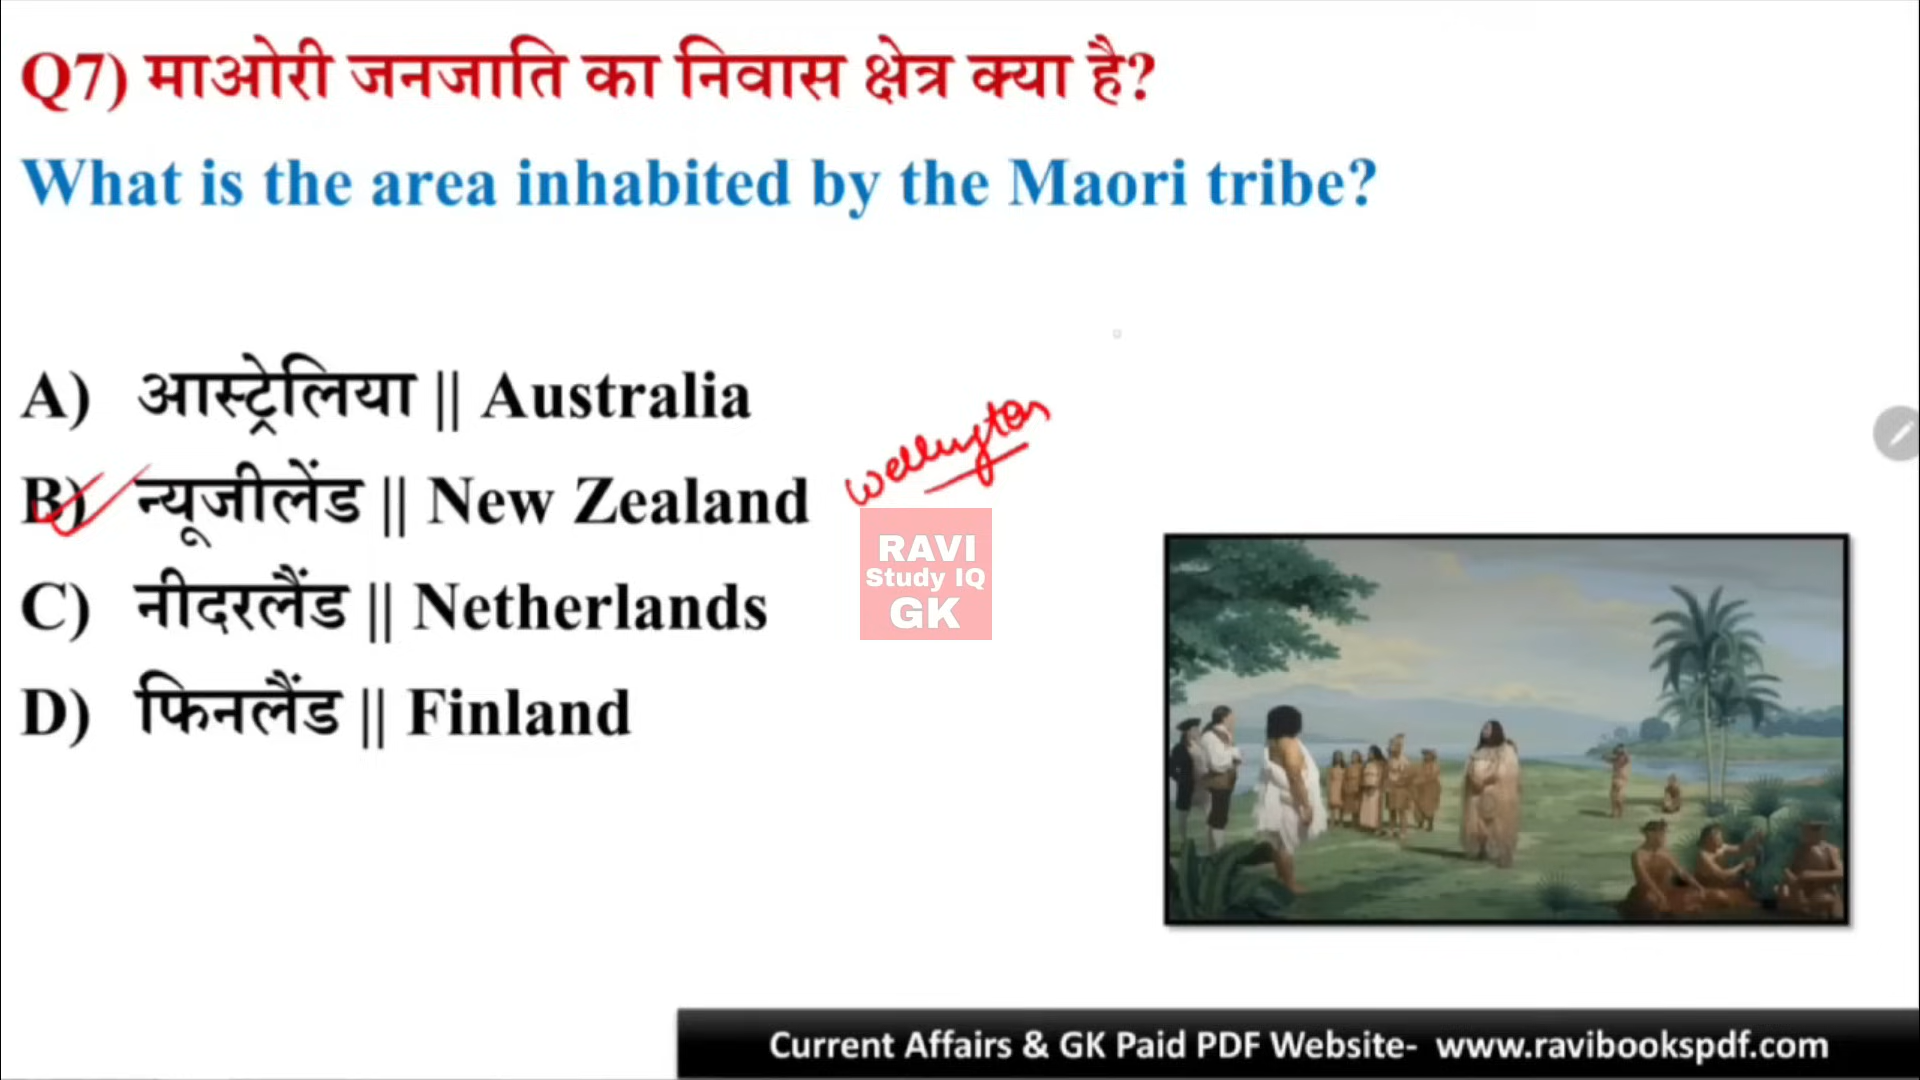 Q7) माओरी जनजाति का निवास क्षेत्र क्या है?
What is the area inhabited by the Maori tribe?
A) आस्ट्रेलिया || Australia
wellington
B) न्यूजीलेंड || New Zealand
RAVI
Study IQ
GK
C) नीदरलैंड || Netherlands
D) फिनलैंड || Finland
Current Affairs & GK Paid PDF Website- www.ravibookspdf.com